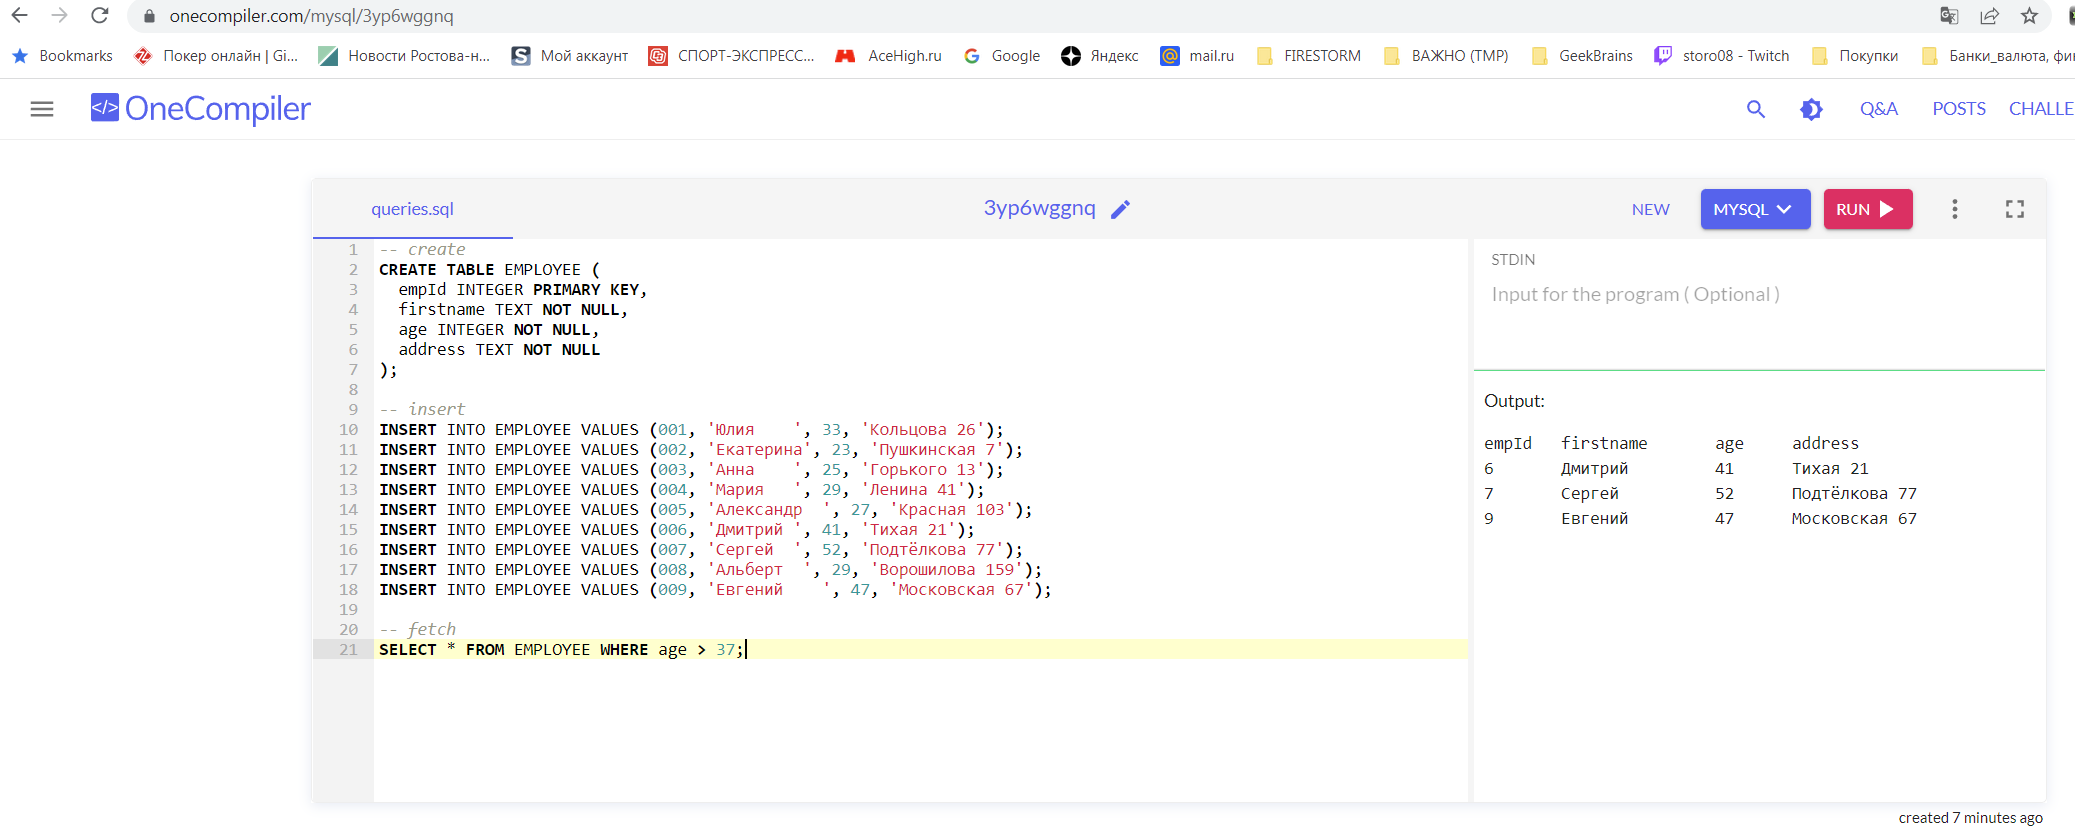 onecompiler.com/mysql/3yp6wggnq
Bookmarks Покер онлайн | Gi... Новости Ростова-н... Мой аккаунт СПОРТ-ЭКСПРЕСС... AceHigh.ru Google Яндекс mail.ru FIRESTORM ВАЖНО (TMP) GeekBrains storo08 - Twitch Покупки Банки_валюта, фин
</> OneCompiler Q&A POSTS CHALLE
queries.sql 3yp6wggnq NEW MYSQL RUN
1 -- create
2 CREATE TABLE EMPLOYEE (
3 empId INTEGER PRIMARY KEY,
4 firstname TEXT NOT NULL,
5 age INTEGER NOT NULL,
6 address TEXT NOT NULL
7 );
8
9 -- insert
10 INSERT INTO EMPLOYEE VALUES (001, 'Юлия    ', 33, 'Кольцова 26');
11 INSERT INTO EMPLOYEE VALUES (002, 'Екатерина', 23, 'Пушкинская 7');
12 INSERT INTO EMPLOYEE VALUES (003, 'Анна    ', 25, 'Горького 13');
13 INSERT INTO EMPLOYEE VALUES (004, 'Мария   ', 29, 'Ленина 41');
14 INSERT INTO EMPLOYEE VALUES (005, 'Александр  ', 27, 'Красная 103');
15 INSERT INTO EMPLOYEE VALUES (006, 'Дмитрий ', 41, 'Тихая 21');
16 INSERT INTO EMPLOYEE VALUES (007, 'Сергей  ', 52, 'Подтёлкова 77');
17 INSERT INTO EMPLOYEE VALUES (008, 'Альберт  ', 29, 'Ворошилова 159');
18 INSERT INTO EMPLOYEE VALUES (009, 'Евгений    ', 47, 'Московская 67');
19
20 -- fetch
21 SELECT * FROM EMPLOYEE WHERE age > 37;
STDIN
Input for the program ( Optional )
Output:
empId firstname age address
6 Дмитрий 41 Тихая 21
7 Сергей 52 Подтёлкова 77
9 Евгений 47 Московская 67
created 7 minutes ago